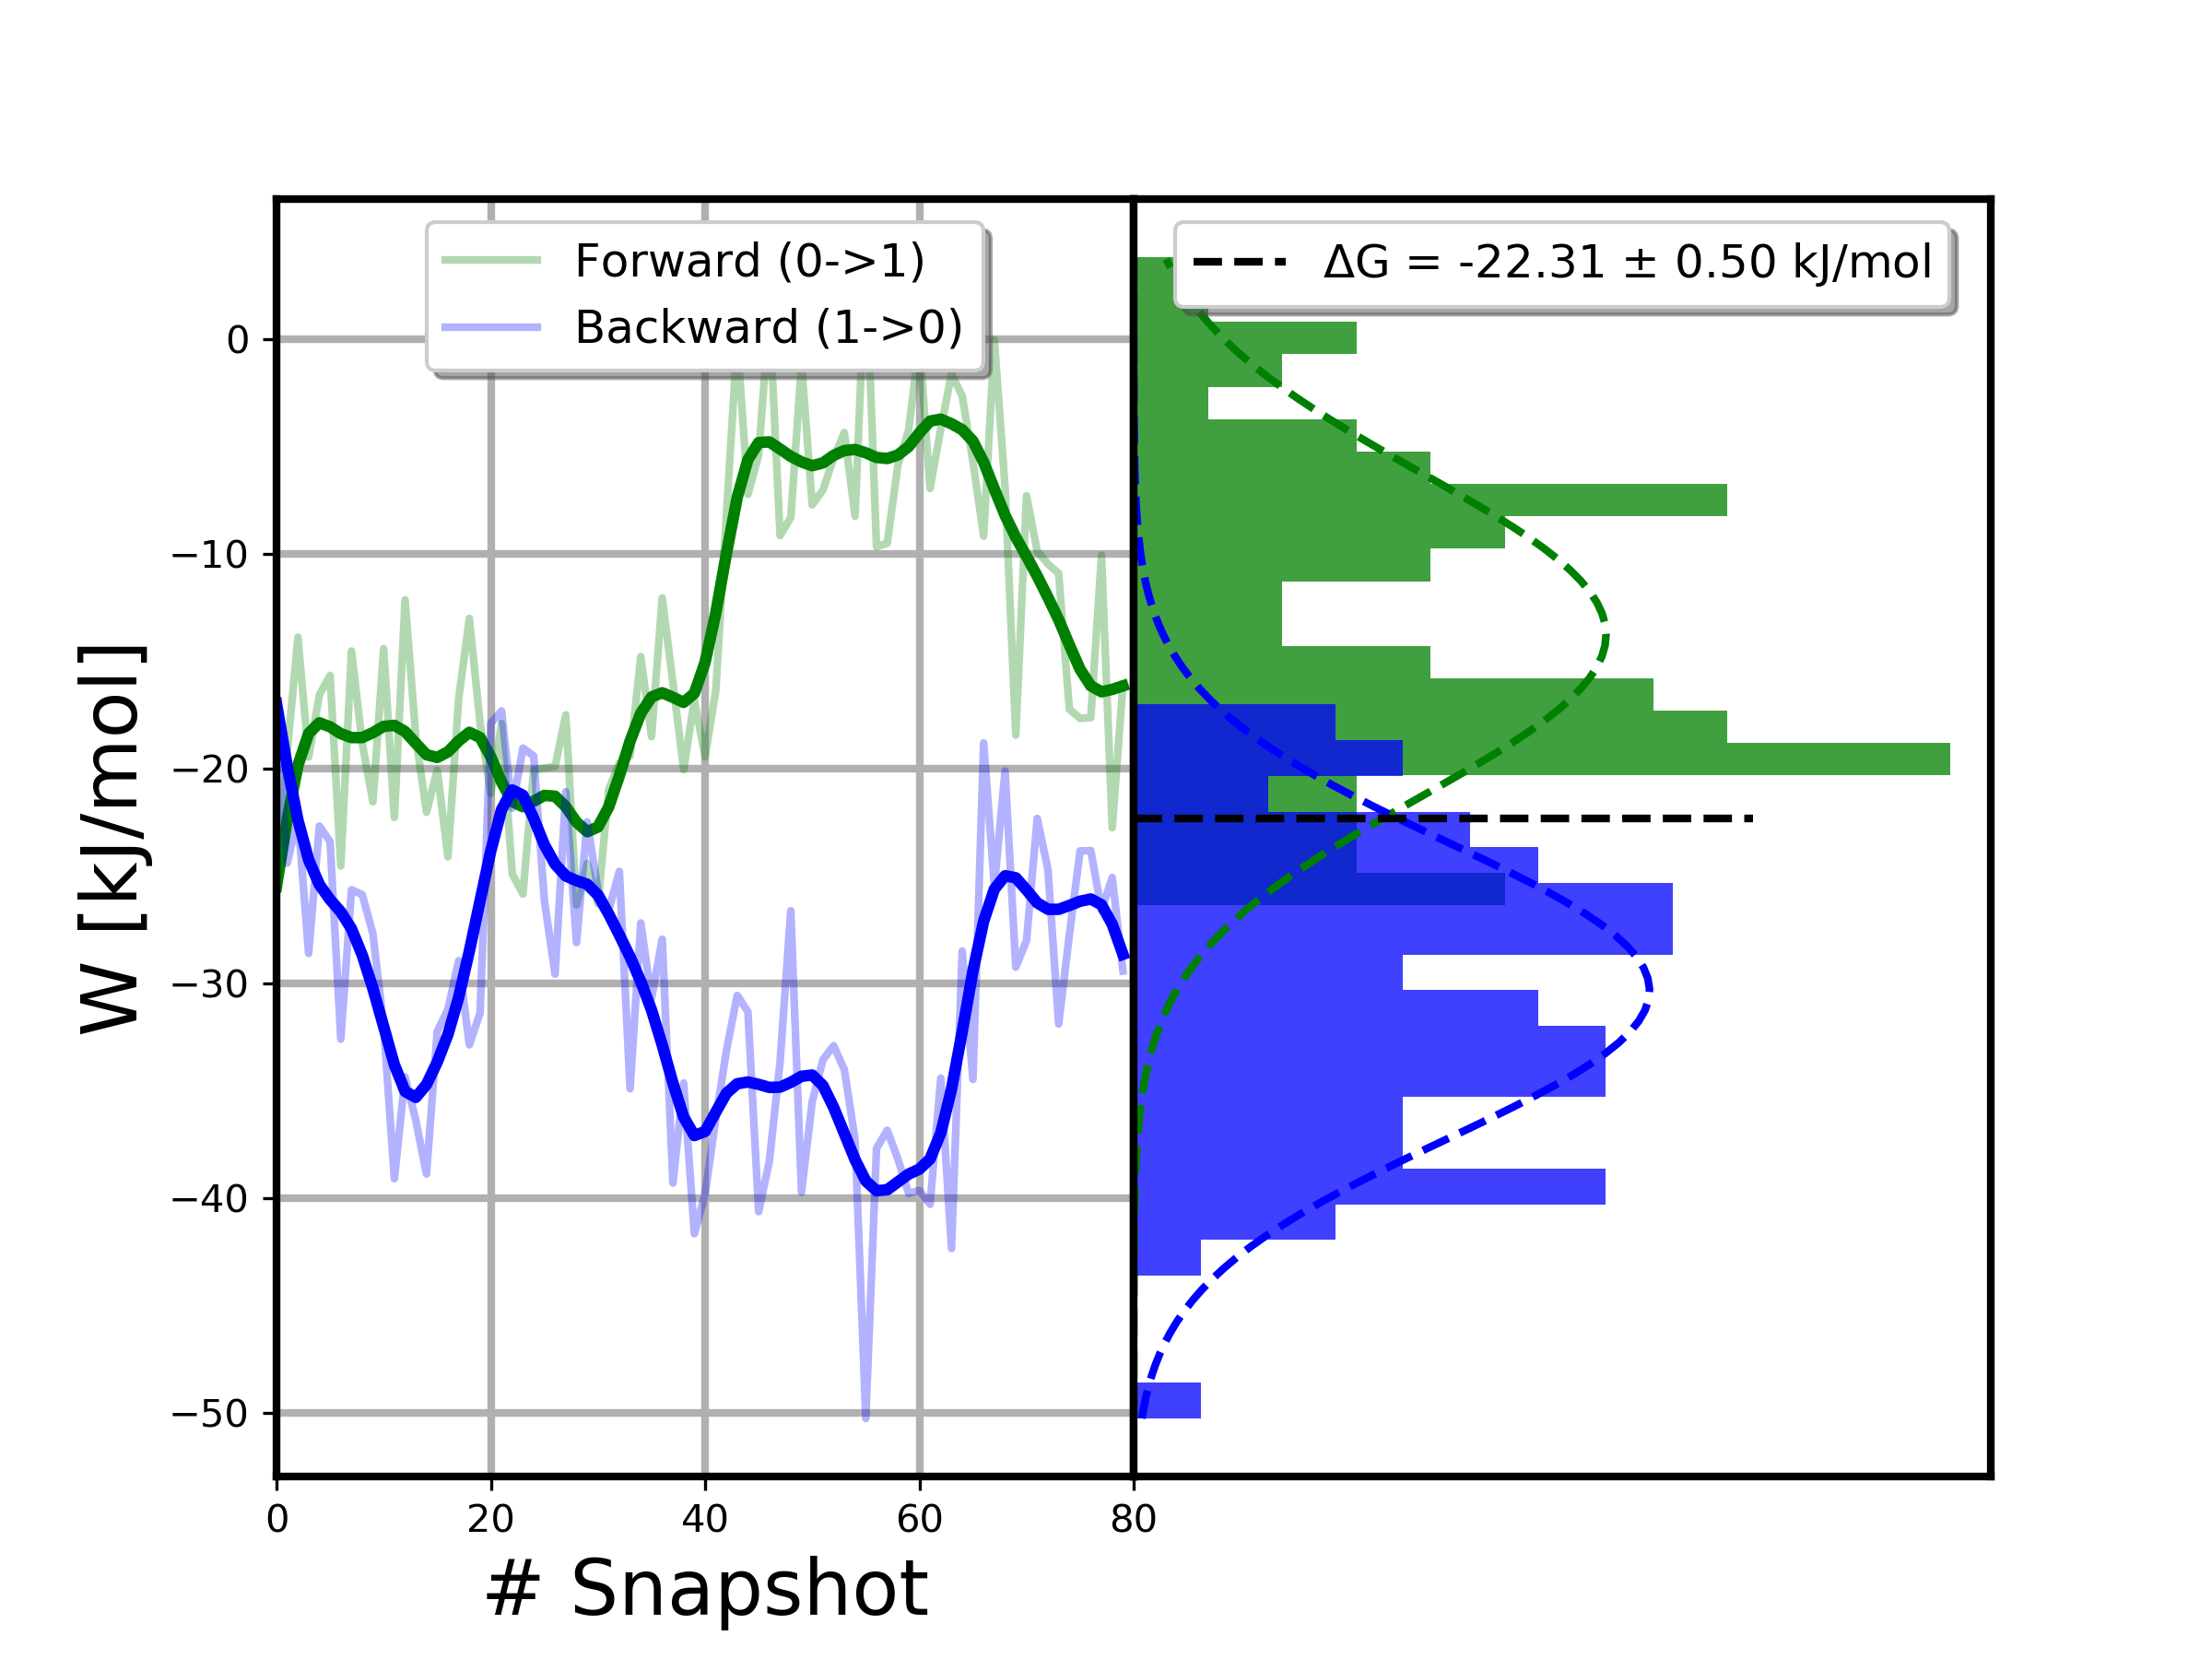 Forward (0->1)
Backward (1->0)
ΔG = -22.31 ± 0.50 kJ/mol
0
−10
−20
−30
−40
−50
W [kJ/mol]
0 20 40 60 80
# Snapshot